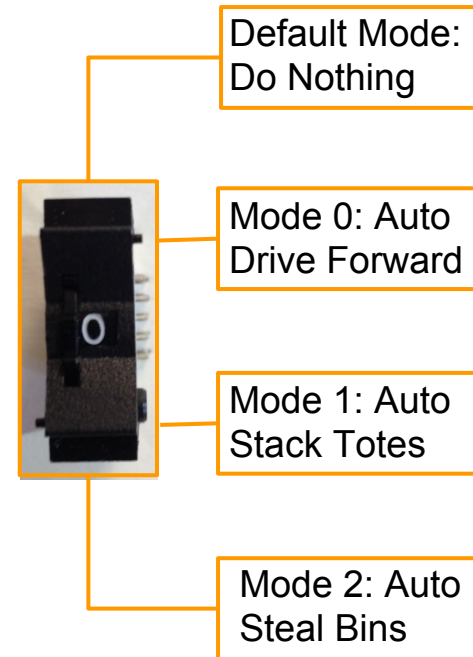 Default Mode:
Do Nothing
Mode 0: Auto
Drive Forward
0
Mode 1: Auto
Stack Totes
Mode 2: Auto
Steal Bins